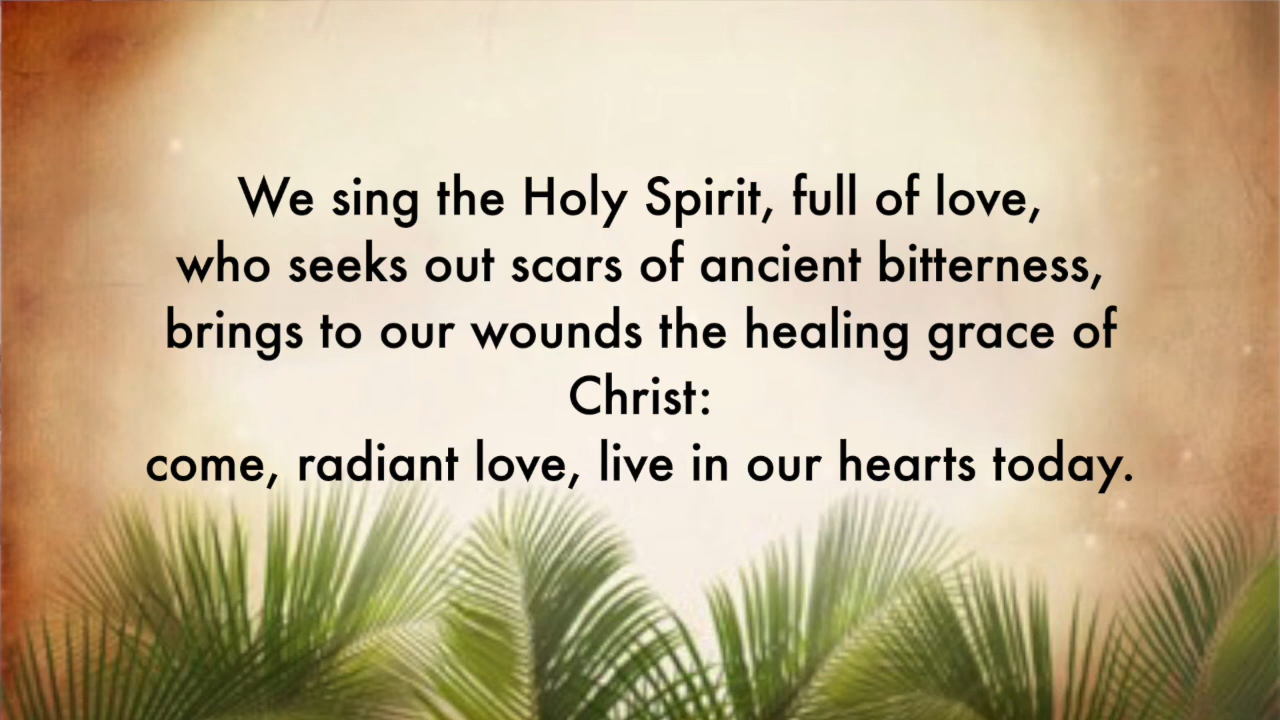 We sing the Holy Spirit, full of love,
who seeks out scars of ancient bitterness,
brings to our wounds the healing grace of
Christ:
come, radiant love, live in our hearts today.